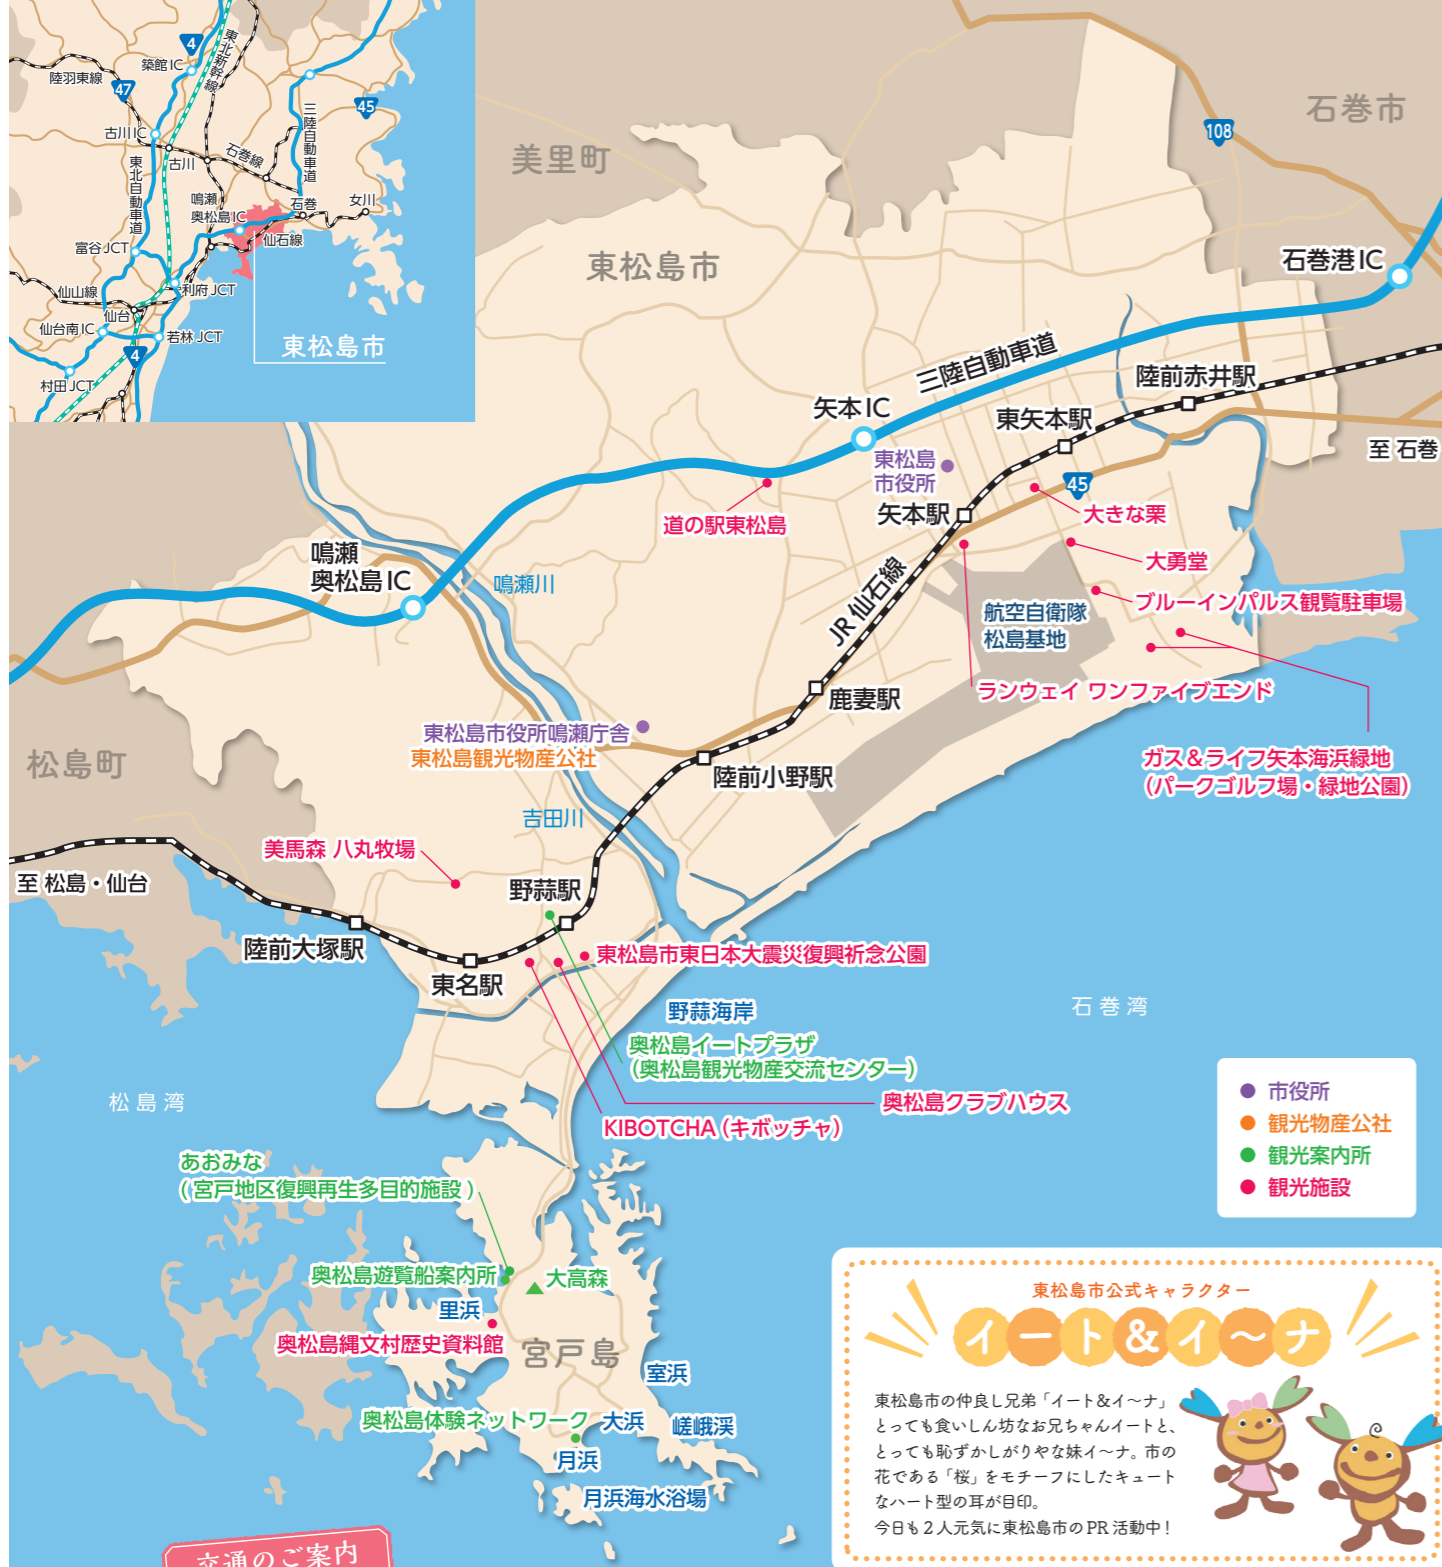 4
築館IC
東北新幹線
陸羽東線
47
45
三陸自動車道
古川IC
古川
石巻線
東北自動車道
鳴瀬
奥松島IC
石巻
女川
仙石線
富谷JCT
仙山線
利府JCT
仙台
仙台南IC
若林JCT
4
村田JCT
東松島市
石巻市
108
美里町
東松島市
石巻港IC
三陸自動車道
陸前赤井駅
矢本IC
東矢本駅
至 石巻
東松島
市役所
45
矢本駅
大きな栗
道の駅東松島
鳴瀬
奥松島IC
大勇堂
鳴瀬川
JR仙石線
航空自衛隊
松島基地
ブルーインパルス観覧駐車場
ランウェイ ワンファイブエンド
鹿妻駅
東松島市役所鳴瀬庁舎
東松島観光物産公社
松島町
陸前小野駅
ガス&ライフ矢本海浜緑地
(パークゴルフ場・緑地公園)
吉田川
美馬森 八丸牧場
至 松島・仙台
野蒜駅
陸前大塚駅
東松島市東日本大震災復興祈念公園
東名駅
野蒜海岸
石巻湾
奥松島イートプラザ
(奥松島観光物産交流センター)
松島湾
奥松島クラブハウス
KIBOTCHA(キボッチャ)
市役所
観光物産公社
観光案内所
観光施設
あおみな
(宮戸地区復興再生多目的施設)
奥松島遊覧船案内所
大高森
里浜
奥松島縄文村歴史資料館
宮戸島
室浜
奥松島体験ネットワーク
大浜
嵯峨渓
月浜
月浜海水浴場
東松島市公式キャラクター
イート&イ〜ナ
東松島市の仲良し兄弟「イート&イ〜ナ」
とっても食いしん坊なお兄ちゃんイートと、
とっても恥ずかしがりやな妹イ〜ナ。市の
花である「桜」をモチーフにしたキュート
なハート型の耳が目印。
今日も2人元気に東松島市のPR活動中！
交通のご案内